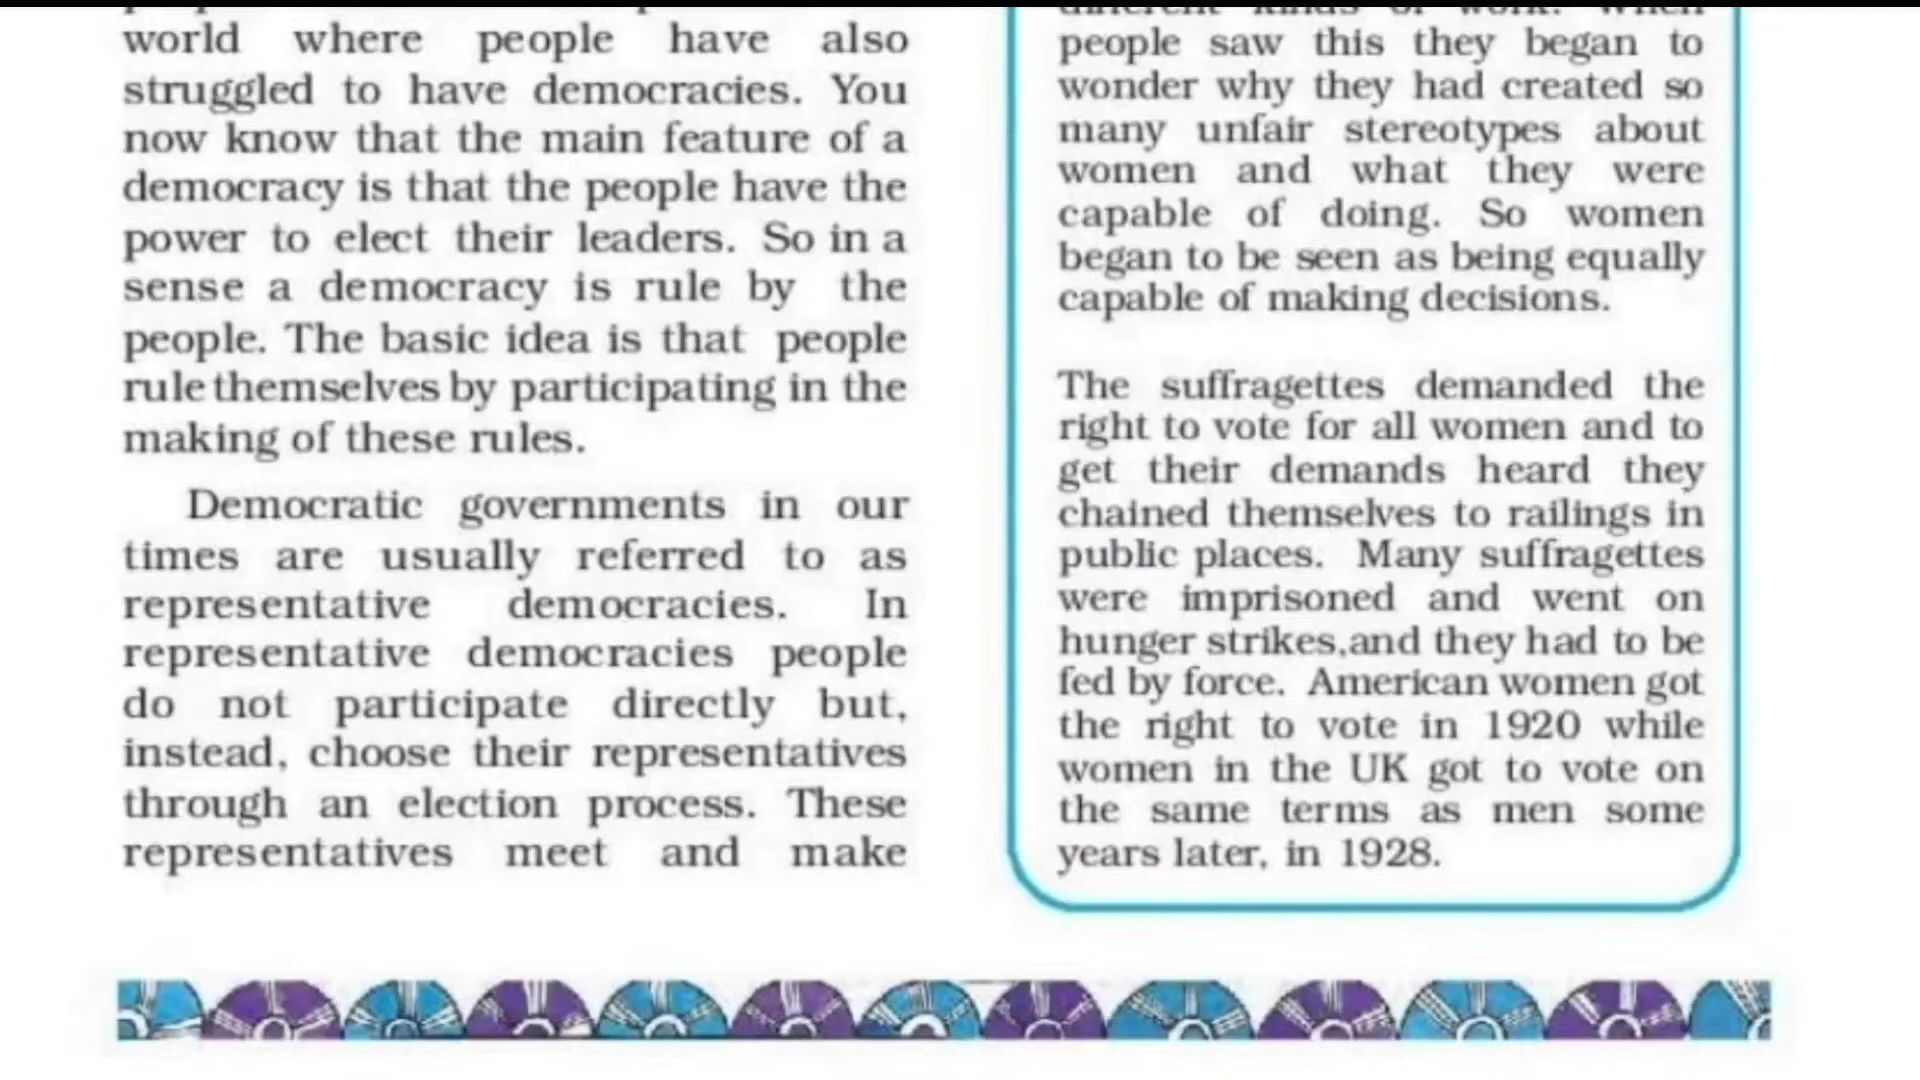 world where people have also
struggled to have democracies. You
now know that the main feature of a
democracy is that the people have the
power to elect their leaders. So in a
sense a democracy is rule by the
people. The basic idea is that people
rule themselves by participating in the
making of these rules.
Democratic governments in our
times are usually referred to as
representative democracies. In
representative democracies people
do not participate directly but,
instead, choose their representatives
through an election process. These
representatives meet and make
different kinds of work. When
people saw this they began to
wonder why they had created so
many unfair stereotypes about
women and what they were
capable of doing. So women
began to be seen as being equally
capable of making decisions.
The suffragettes demanded the
right to vote for all women and to
get their demands heard they
chained themselves to railings in
public places. Many suffragettes
were imprisoned and went on
hunger strikes,and they had to be
fed by force. American women got
the right to vote in 1920 while
women in the UK got to vote on
the same terms as men some
years later, in 1928.